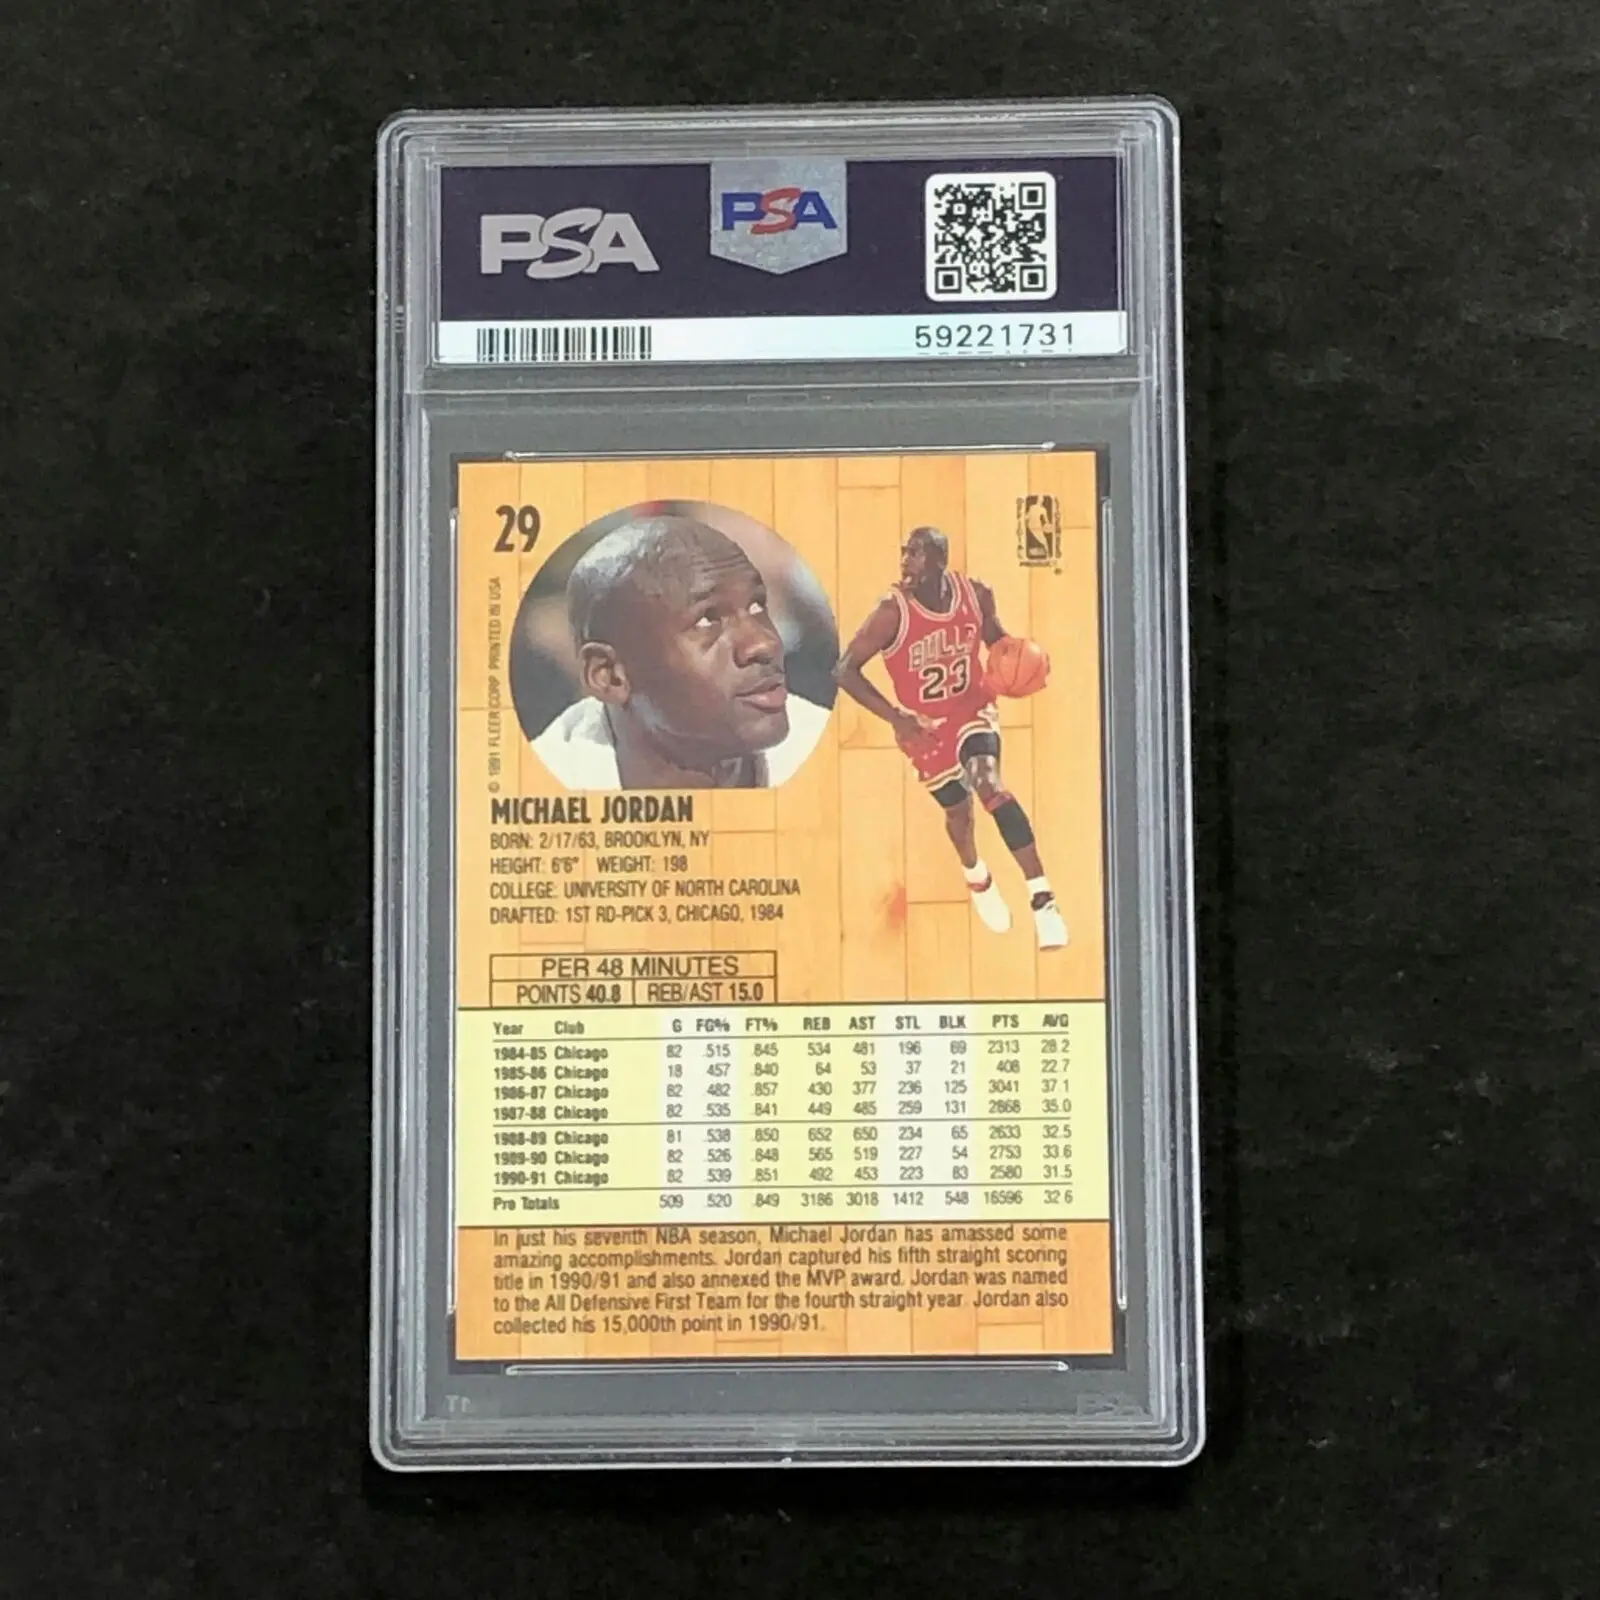 PSA
PSA
59221731
29
© 1991 FLEER CORP. PRINTED IN USA
OFFICIAL LICENSED
NBA
PRODUCT ®
BULLS
23
MICHAEL JORDAN
BORN: 2/17/63, BROOKLYN, NY
HEIGHT: 6'6" WEIGHT: 198
COLLEGE: UNIVERSITY OF NORTH CAROLINA
DRAFTED: 1ST RD-PICK 3, CHICAGO, 1984
PER 48 MINUTES
POINTS 40.8 REB/AST 15.0
Year Club G FG% FT% REB AST STL BLK PTS AVG
1984-85 Chicago 82 .515 .845 534 481 196 69 2313 28.2
1985-86 Chicago 18 .457 .840 64 53 37 21 408 22.7
1986-87 Chicago 82 .482 .857 430 377 236 125 3041 37.1
1987-88 Chicago 82 .535 .841 449 485 259 131 2868 35.0
1988-89 Chicago 81 .538 .850 652 650 234 65 2633 32.5
1989-90 Chicago 82 .526 .848 565 519 227 54 2753 33.6
1990-91 Chicago 82 .539 .851 492 453 223 83 2580 31.5
Pro Totals 509 .520 .849 3186 3018 1412 548 16596 32.6
In just his seventh NBA season, Michael Jordan has amassed some
amazing accomplishments. Jordan captured his fifth straight scoring
title in 1990/91 and also annexed the MVP award. Jordan was named
to the All Defensive First Team for the fourth straight year. Jordan also
collected his 15,000th point in 1990/91.